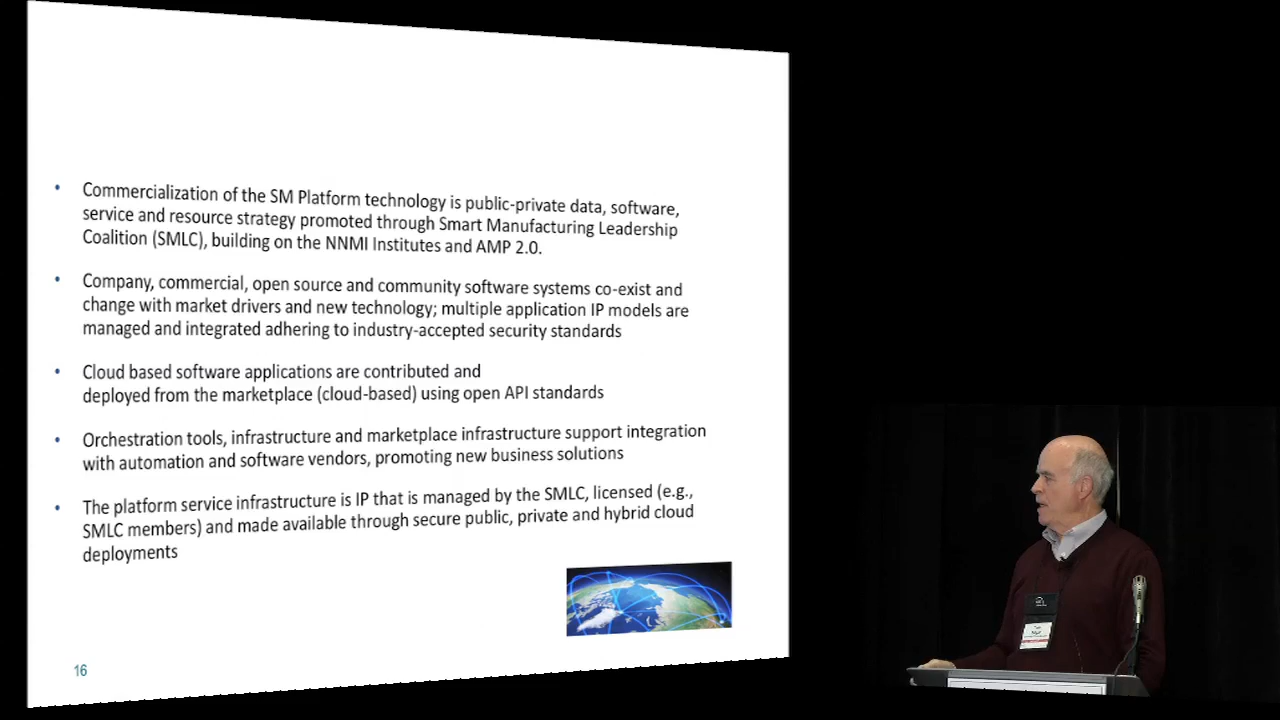 • Commercialization of the SM Platform technology is public-private data, software,
service and resource strategy promoted through Smart Manufacturing Leadership
Coalition (SMLC), building on the NNMI Institutes and AMP 2.0.
• Company, commercial, open source and community software systems co-exist and
change with market drivers and new technology; multiple application IP models are
managed and integrated adhering to industry-accepted security standards
• Cloud based software applications are contributed and
deployed from the marketplace (cloud-based) using open API standards
• Orchestration tools, infrastructure and marketplace infrastructure support integration
with automation and software vendors, promoting new business solutions
• The platform service infrastructure is IP that is managed by the SMLC, licensed (e.g.,
SMLC members) and made available through secure public, private and hybrid cloud
deployments
16